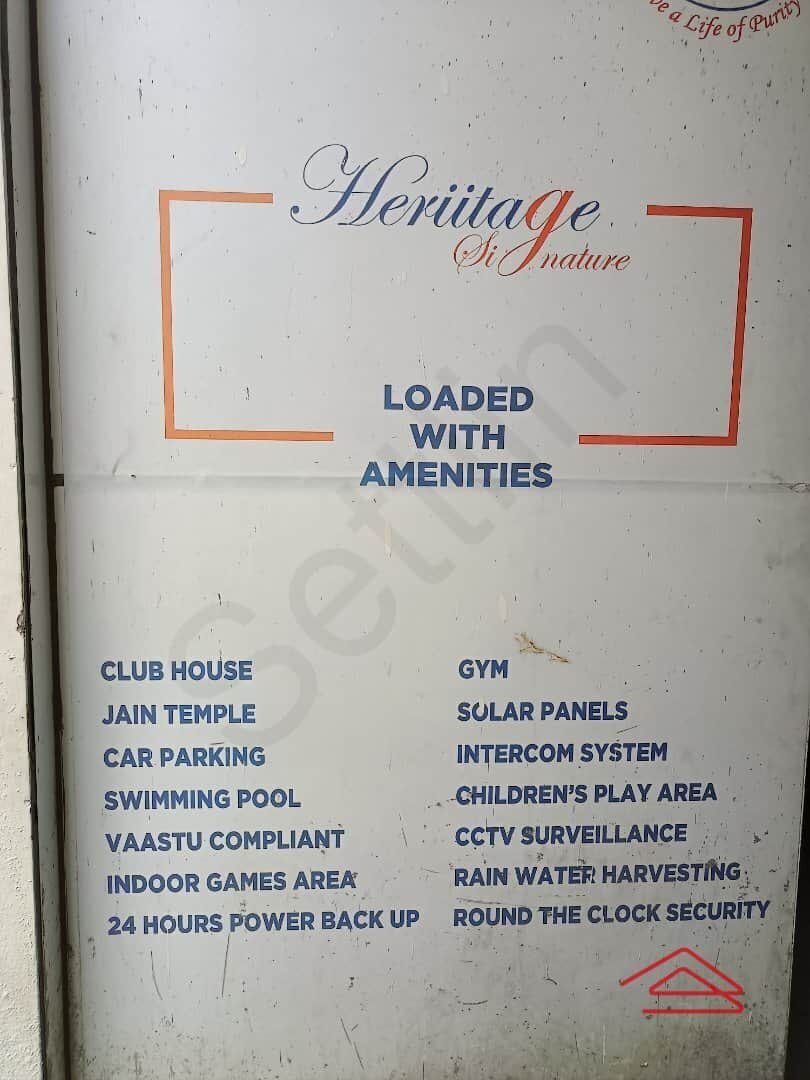 ve a Life of Purity
Heriitage
Signature
LOADED
WITH
AMENITIES
Settlin
CLUB HOUSE
GYM
JAIN TEMPLE
SOLAR PANELS
CAR PARKING
INTERCOM SYSTEM
SWIMMING POOL
CHILDREN'S PLAY AREA
VAASTU COMPLIANT
CCTV SURVEILLANCE
INDOOR GAMES AREA
RAIN WATER HARVESTING
24 HOURS POWER BACK UP
ROUND THE CLOCK SECURITY